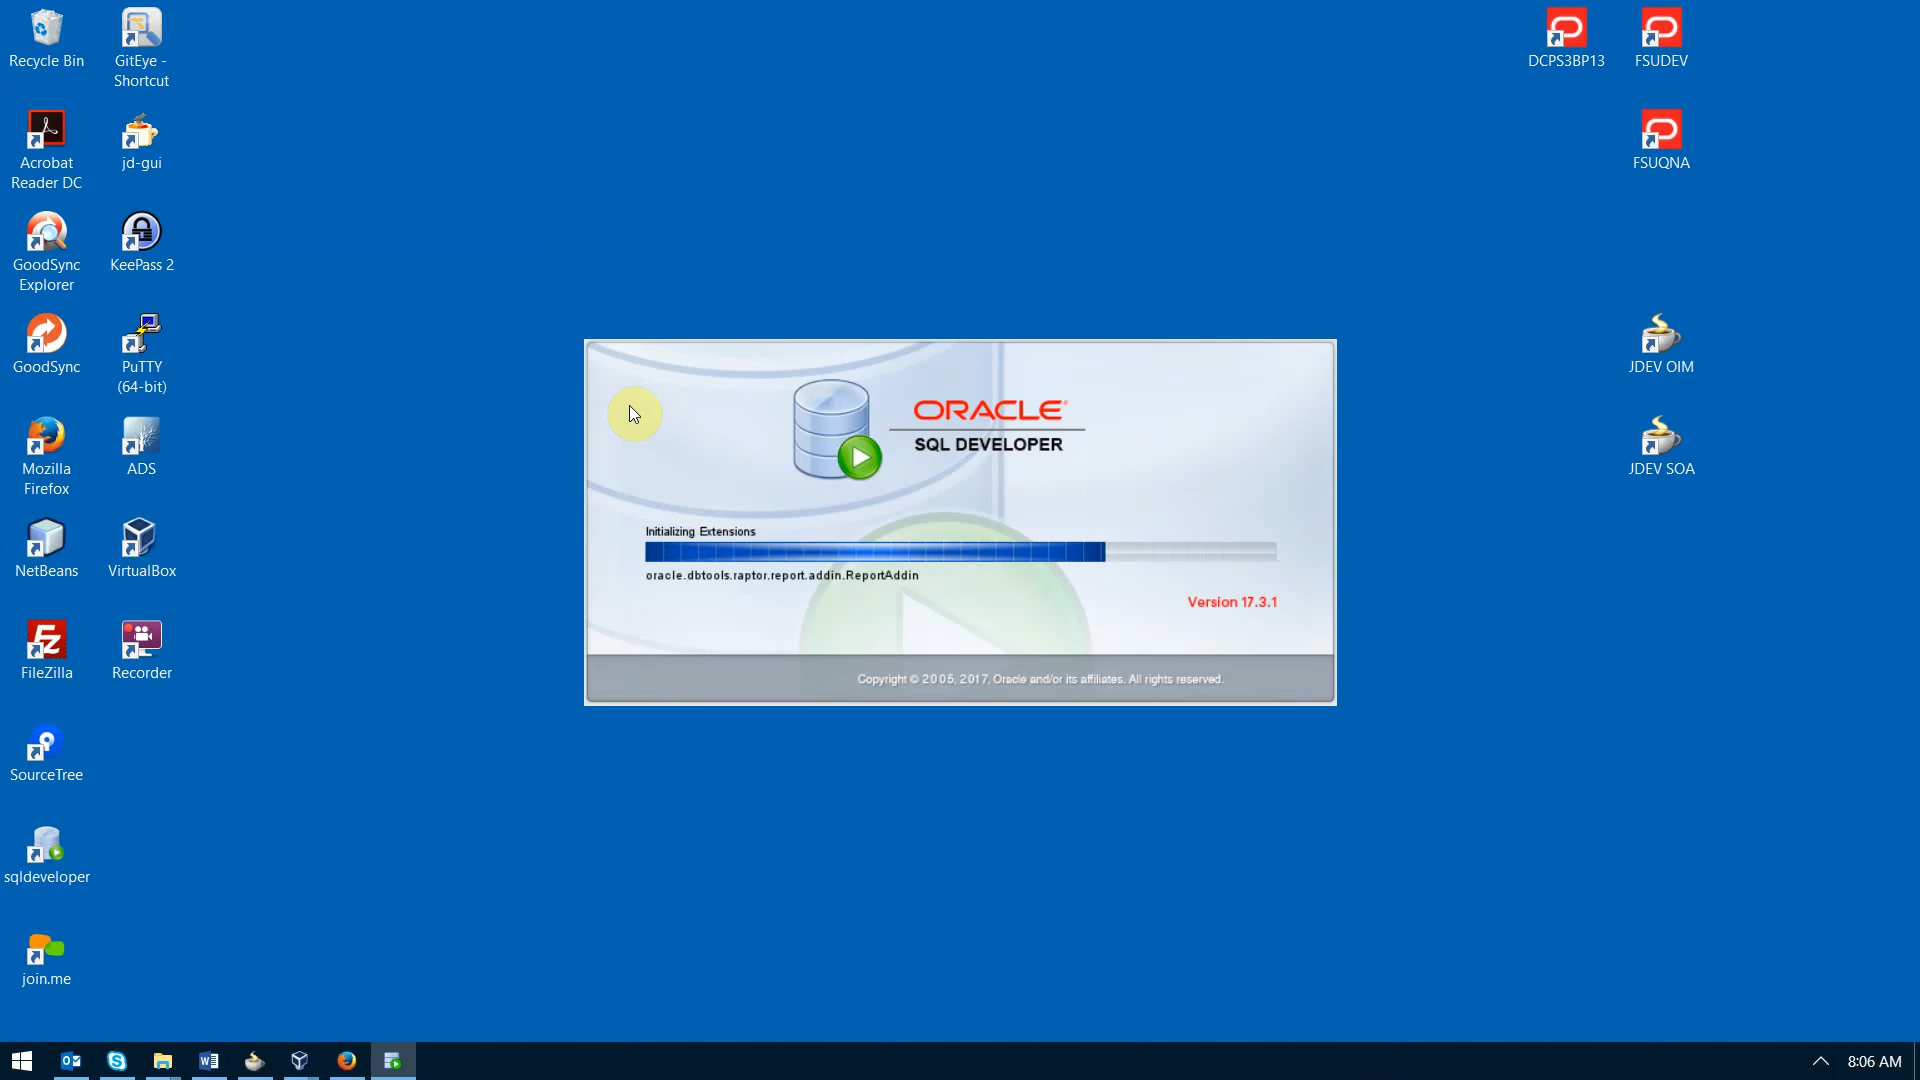 Recycle Bin
GitEye -
Shortcut
Acrobat
Reader DC
jd-gui
GoodSync
Explorer
KeePass 2
GoodSync
PuTTY
(64-bit)
Mozilla
Firefox
ADS
NetBeans
VirtualBox
FileZilla
Recorder
SourceTree
sqldeveloper
join.me
DCPS3BP13
FSUDEV
FSUQNA
JDEV OIM
JDEV SOA
ORACLE
SQL DEVELOPER
Initializing Extensions
oracle.dbtools.raptor.report.addin.ReportAddin
Version 17.3.1
Copyright © 2005, 2017, Oracle and/or its affiliates. All rights reserved.
8:06 AM